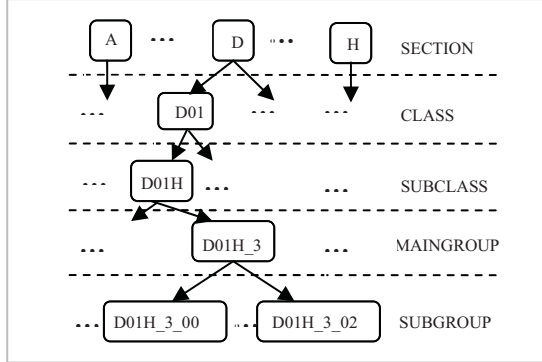 A ... D ... H SECTION
... D01 ... ... CLASS
... D01H ... ... SUBCLASS
... D01H_3 ... MAINGROUP
... D01H_3_00 ... D01H_3_02 SUBGROUP